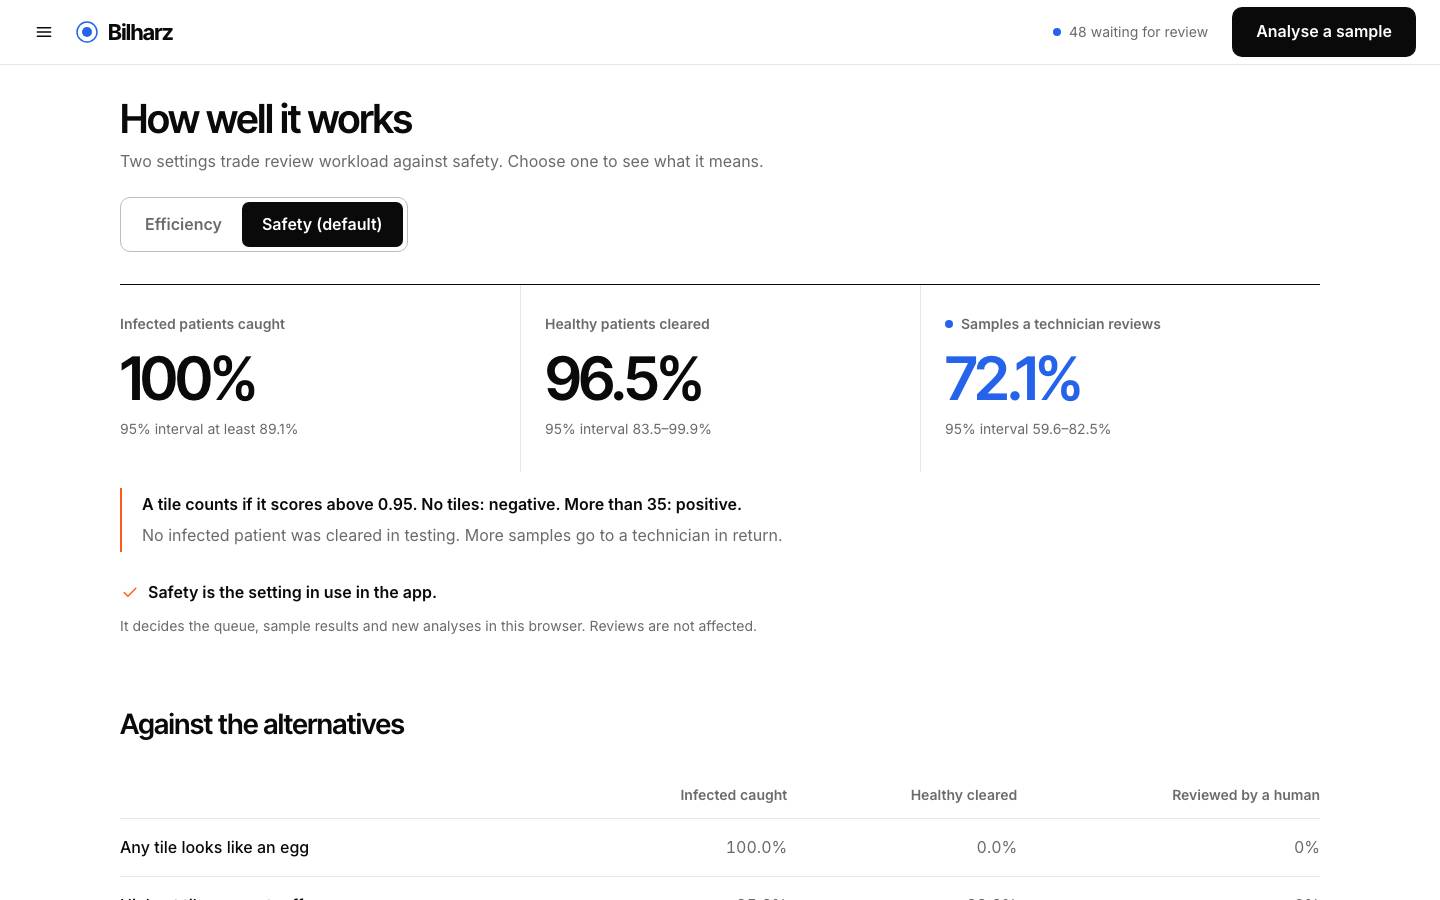 Bilharz
48 waiting for review
Analyse a sample
How well it works
Two settings trade review workload against safety. Choose one to see what it means.
Efficiency
Safety (default)
Infected patients caught
100%
95% interval at least 89.1%
Healthy patients cleared
96.5%
95% interval 83.5–99.9%
Samples a technician reviews
72.1%
95% interval 59.6–82.5%
A tile counts if it scores above 0.95. No tiles: negative. More than 35: positive.
No infected patient was cleared in testing. More samples go to a technician in return.
Safety is the setting in use in the app.
It decides the queue, sample results and new analyses in this browser. Reviews are not affected.
Against the alternatives
Infected caught Healthy cleared Reviewed by a human
Any tile looks like an egg 100.0% 0.0% 0%